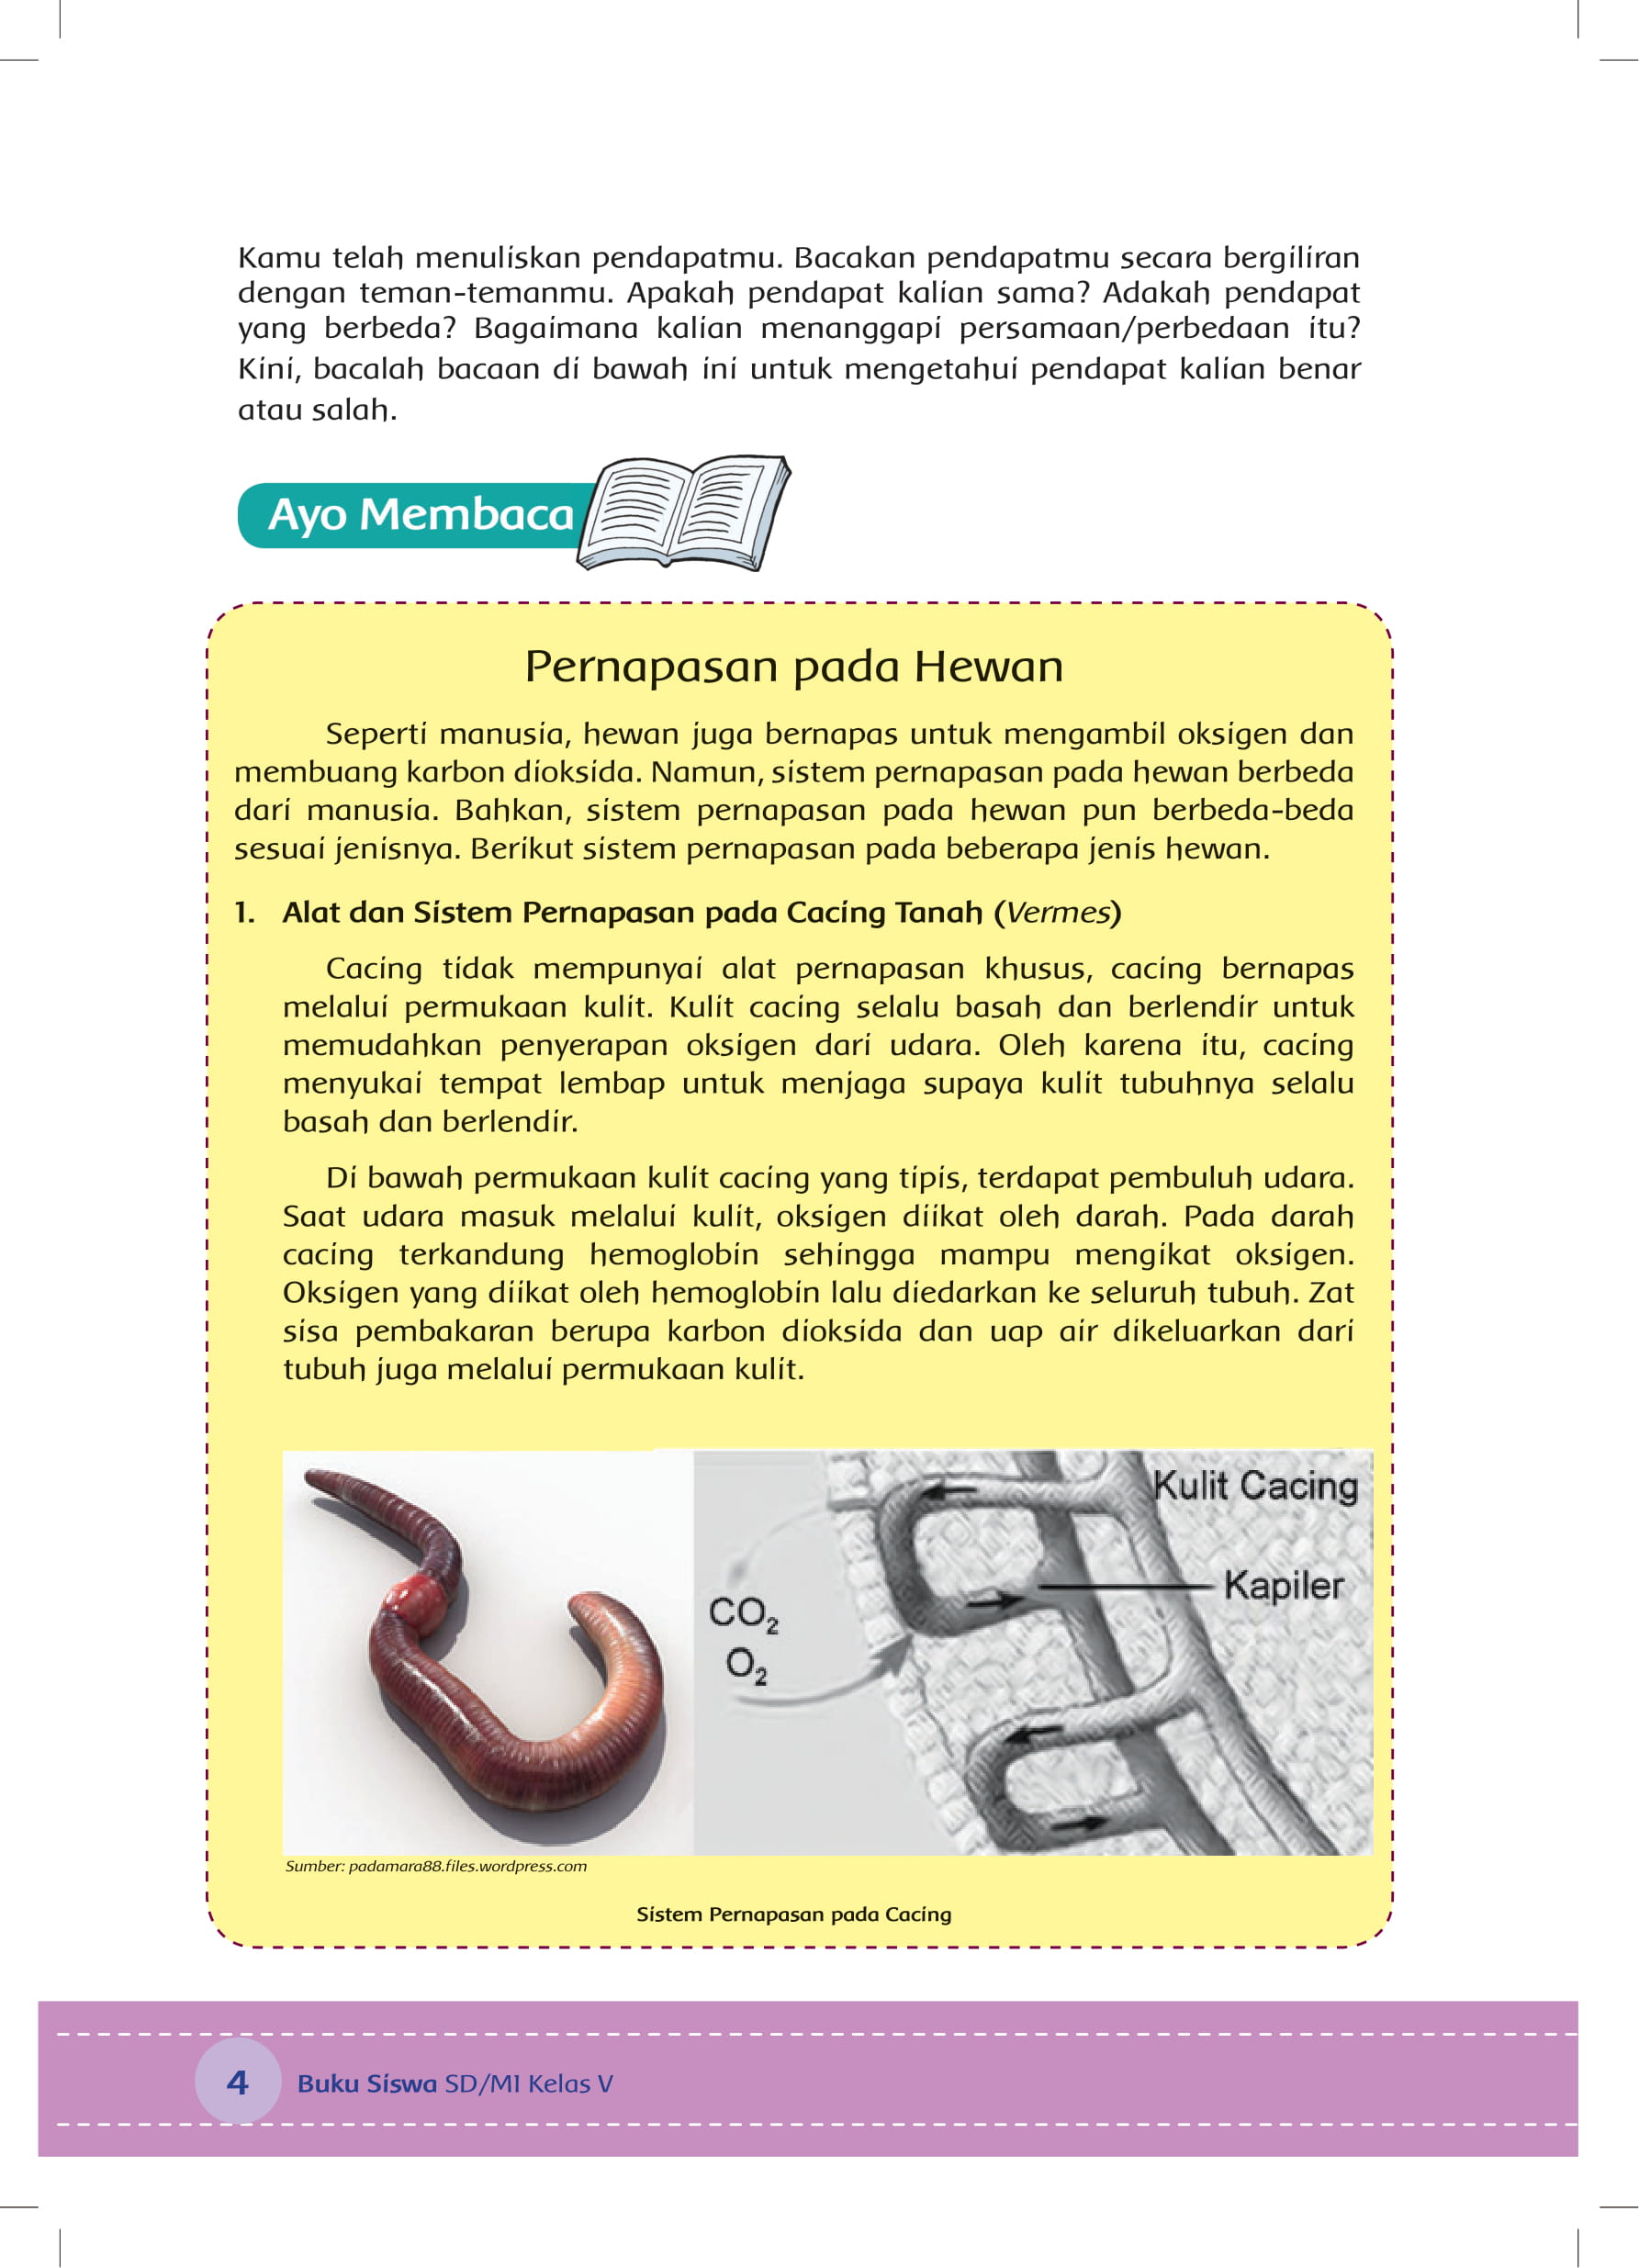 Kamu telah menuliskan pendapatmu. Bacakan pendapatmu secara bergiliran
dengan teman-temanmu. Apakah pendapat kalian sama? Adakah pendapat
yang berbeda? Bagaimana kalian menanggapi persamaan/perbedaan itu?
Kini, bacalah bacaan di bawah ini untuk mengetahui pendapat kalian benar
atau salah.
Ayo Membaca
Pernapasan pada Hewan
Seperti manusia, hewan juga bernapas untuk mengambil oksigen dan
membuang karbon dioksida. Namun, sistem pernapasan pada hewan berbeda
dari manusia. Bahkan, sistem pernapasan pada hewan pun berbeda-beda
sesuai jenisnya. Berikut sistem pernapasan pada beberapa jenis hewan.
1. Alat dan Sistem Pernapasan pada Cacing Tanah (Vermes)
Cacing tidak mempunyai alat pernapasan khusus, cacing bernapas
melalui permukaan kulit. Kulit cacing selalu basah dan berlendir untuk
memudahkan penyerapan oksigen dari udara. Oleh karena itu, cacing
menyukai tempat lembap untuk menjaga supaya kulit tubuhnya selalu
basah dan berlendir.
Di bawah permukaan kulit cacing yang tipis, terdapat pembuluh udara.
Saat udara masuk melalui kulit, oksigen diikat oleh darah. Pada darah
cacing terkandung hemoglobin sehingga mampu mengikat oksigen.
Oksigen yang diikat oleh hemoglobin lalu diedarkan ke seluruh tubuh. Zat
sisa pembakaran berupa karbon dioksida dan uap air dikeluarkan dari
tubuh juga melalui permukaan kulit.
Kulit Cacing
Kapiler
CO₂
O₂
Sumber: padamara88.files.wordpress.com
Sistem Pernapasan pada Cacing
4 Buku Siswa SD/MI Kelas V